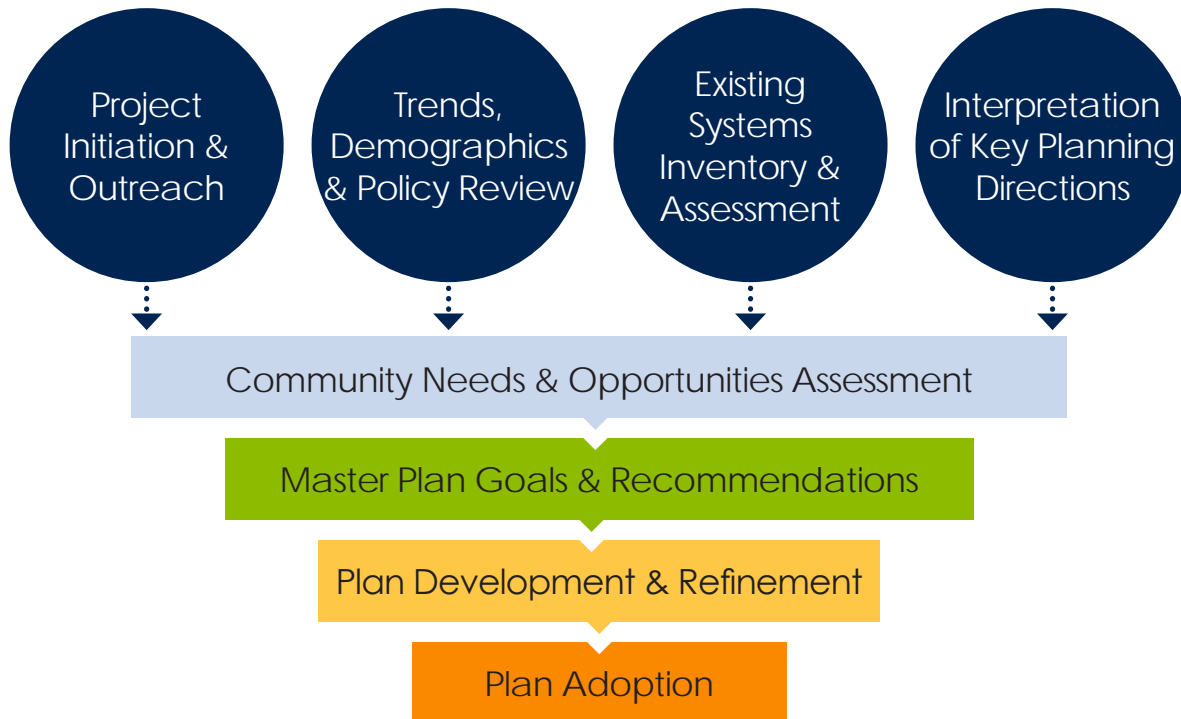 Project
Initiation &
Outreach
Trends,
Demographics
& Policy Review
Existing
Systems
Inventory &
Assessment
Interpretation
of Key Planning
Directions
Community Needs & Opportunities Assessment
Master Plan Goals & Recommendations
Plan Development & Refinement
Plan Adoption